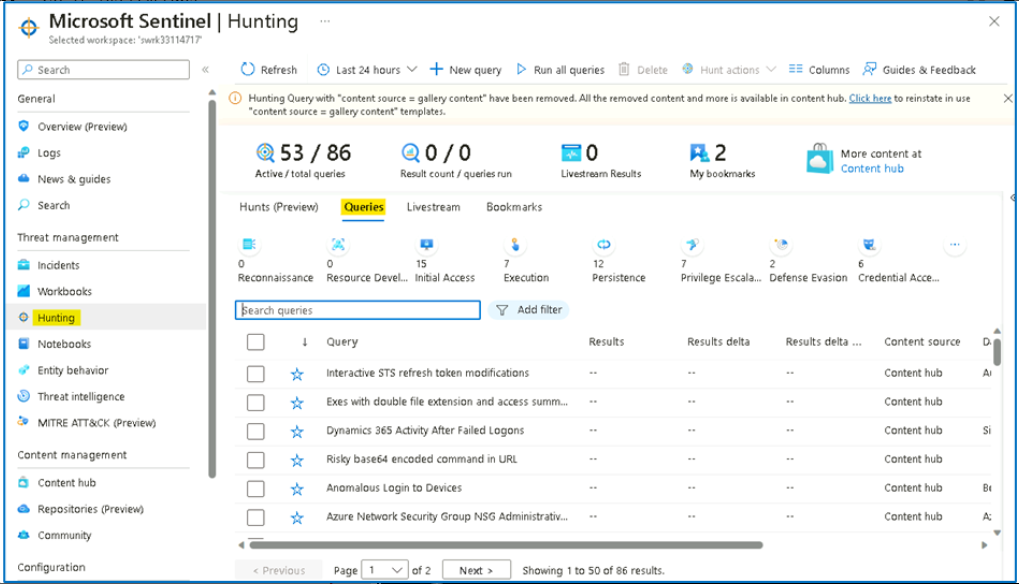 Microsoft Sentinel | Hunting ...
Selected workspace: 'swrk33114717'
Search
General
Overview (Preview)
Logs
News & guides
Search
Threat management
Incidents
Workbooks
Hunting
Notebooks
Entity behavior
Threat intelligence
MITRE ATT&CK (Preview)
Content management
Content hub
Repositories (Preview)
Community
Configuration
Refresh Last 24 hours New query Run all queries Delete Hunt actions Columns Guides & Feedback
Hunting Query with "content source = gallery content" have been removed. All the removed content and more is available in content hub. Click here to reinstate in use
"content source = gallery content" templates.
53 / 86
Active / total queries
0 / 0
Result count / queries run
0
Livestream Results
2
My bookmarks
More content at
Content hub
Hunts (Preview) Queries Livestream Bookmarks
0
Reconnaissance
0
Resource Devel...
15
Initial Access
7
Execution
12
Persistence
7
Privilege Escala...
2
Defense Evasion
6
Credential Acce...
...
Search queries
Add filter
↓ Query Results Results delta Results delta ... Content source
Interactive STS refresh token modifications -- -- -- Content hub
Exes with double file extension and access summ... -- -- -- Content hub
Dynamics 365 Activity After Failed Logons -- -- -- Content hub Si
Risky base64 encoded command in URL -- -- -- Content hub
Anomalous Login to Devices -- -- -- Content hub
Azure Network Security Group NSG Administrativ... -- -- -- Content hub
< Previous Page 1 of 2 Next > Showing 1 to 50 of 86 results.